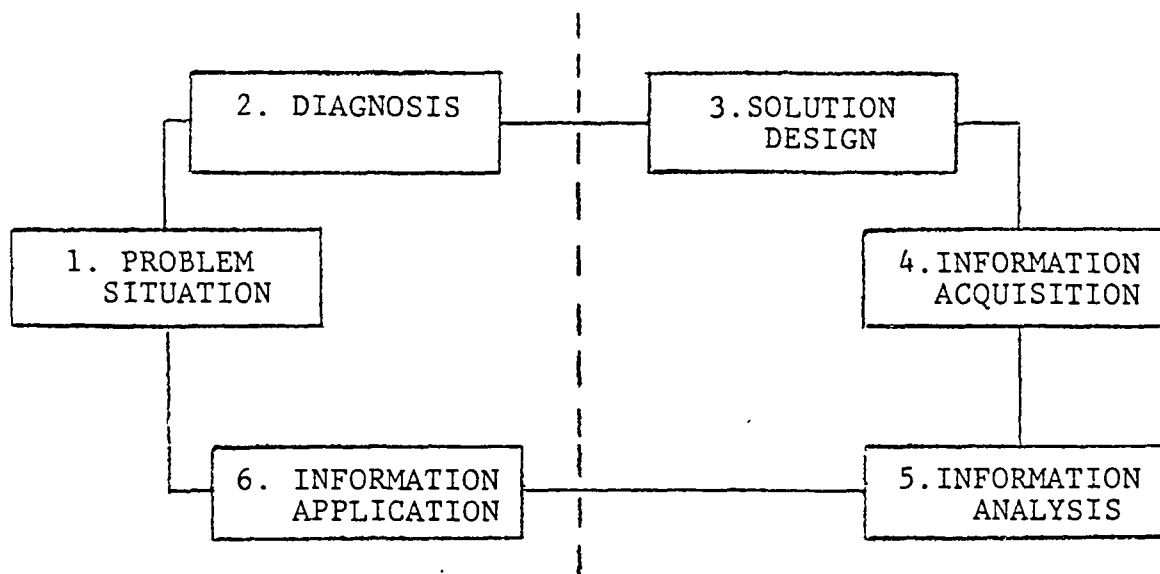 2. DIAGNOSIS
3.SOLUTION
DESIGN
1. PROBLEM
SITUATION
4.INFORMATION
ACQUISITION
6. INFORMATION
APPLICATION
5.INFORMATION
ANALYSIS